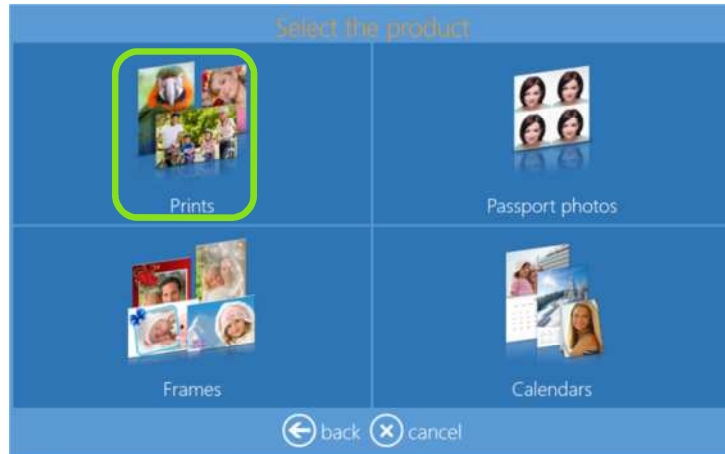 Select the product
Prints
Passport photos
Frames
Calendars
back cancel